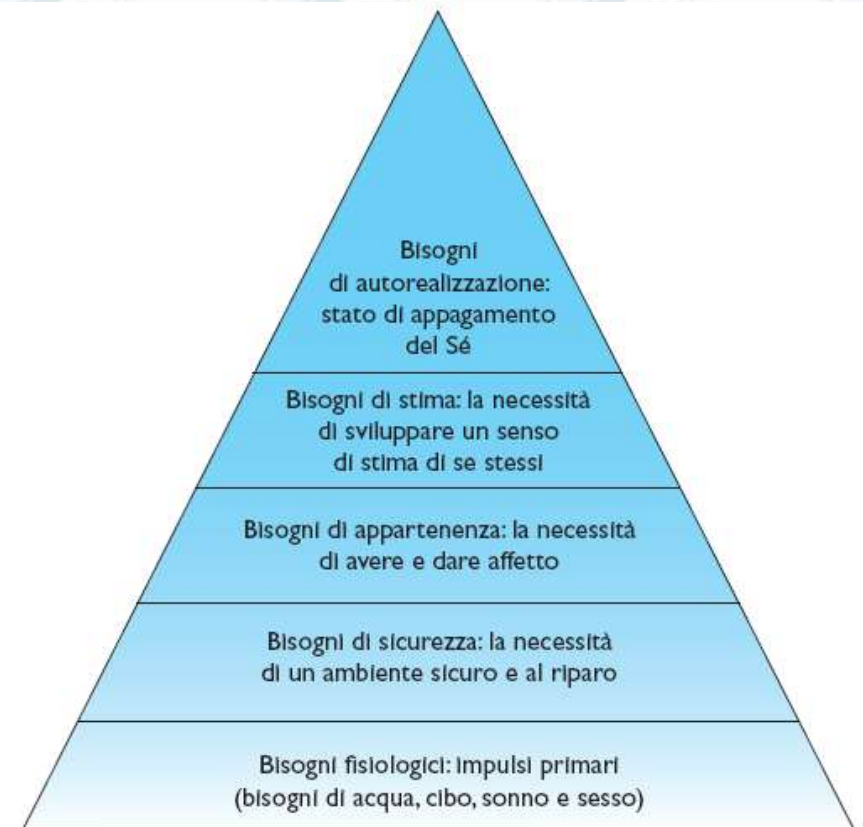 Bisogni
di autorealizzazione:
stato di appagamento
del Sé
Bisogni di stima: la necessità
di sviluppare un senso
di stima di se stessi
Bisogni di appartenenza: la necessità
di avere e dare affetto
Bisogni di sicurezza: la necessità
di un ambiente sicuro e al riparo
Bisogni fisiologici: impulsi primari
(bisogni di acqua, cibo, sonno e sesso)